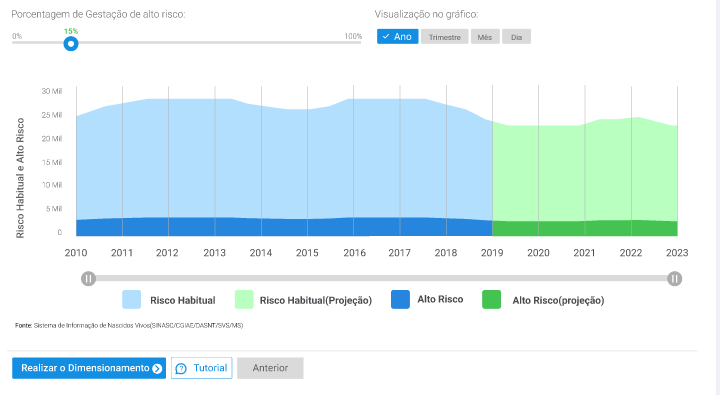 Porcentagem de Gestação de alto risco:
Visualização no gráfico:
15%
0%
100%
Ano
Trimestre
Mês
Dia
Risco Habitual e Alto Risco
30 Mil
25 Mil
20 Mil
15 Mil
10 Mil
5 Mil
0
2010 2011 2012 2013 2014 2015 2016 2017 2018 2019 2020 2021 2022 2023
Risco Habitual
Risco Habitual(Projeção)
Alto Risco
Alto Risco(projeção)
Fonte: Sistema de Informação de Nascidos Vivos(SINASC/CGIAE/DASNT/SVS/MS)
Realizar o Dimensionamento
Tutorial
Anterior